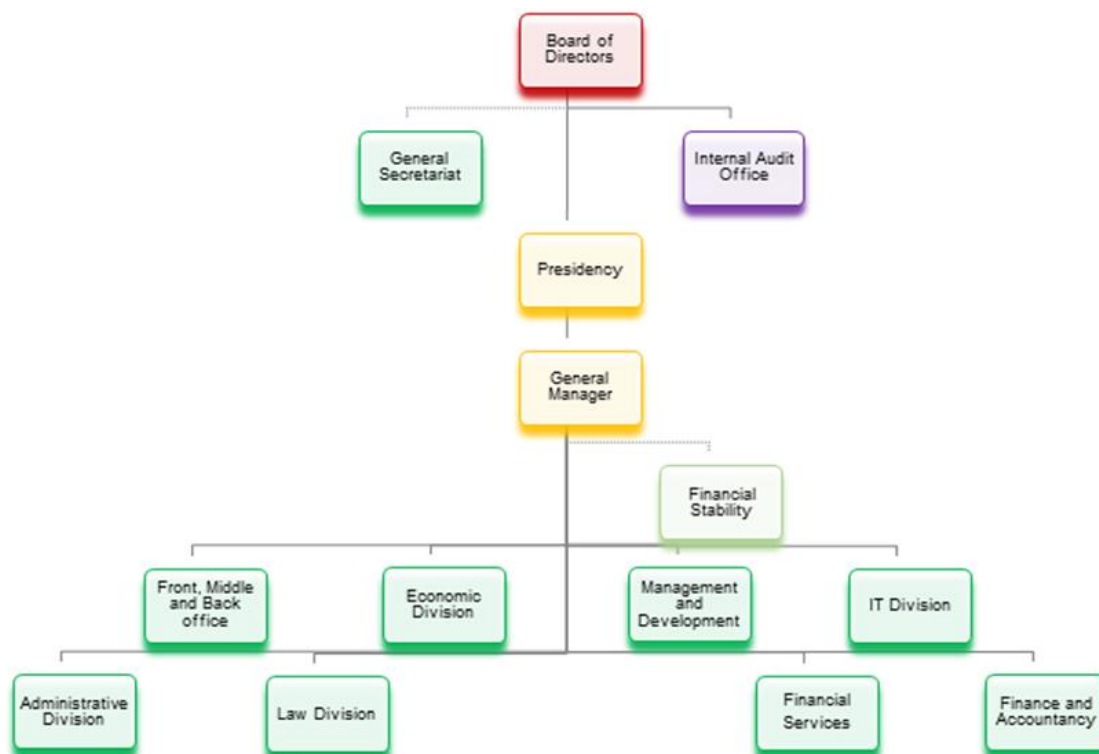 Board of
Directors
General
Secretariat
Internal Audit
Office
Presidency
General
Manager
Financial
Stability
Front, Middle
and Back
office
Economic
Division
Management
and
Development
IT Division
Administrative
Division
Law Division
Financial
Services
Finance and
Accountancy